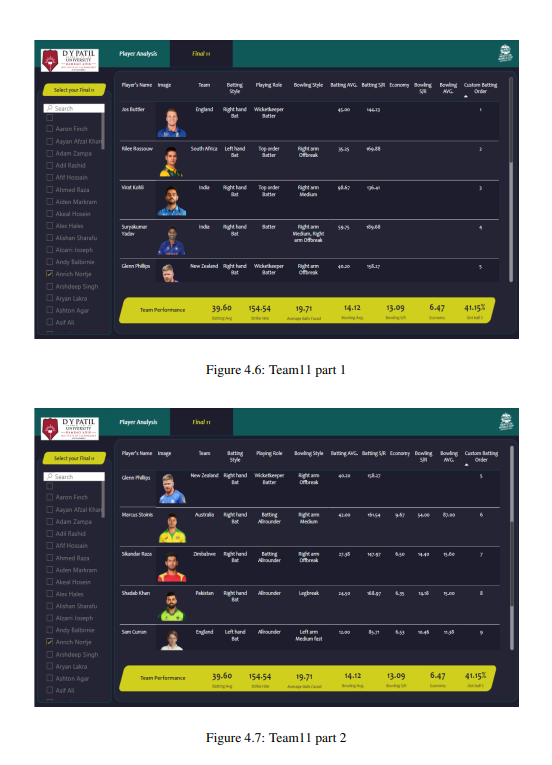 D Y PATIL
UNIVERSITY
Player Analysis
Final 11
Select your Final 11
Search
Aaron Finch
Aayan Afzal Khan
Adam Zampa
Adil Rashid
Afif Hossain
Ahmed Raza
Aiden Markram
Akeal Hosein
Alex Hales
Alishan Sharafu
Alzarri Joseph
Andy Balbirnie
Anrich Nortje
Arshdeep Singh
Aryan Lakra
Ashton Agar
Asif Ali
Player's Name Image Team Batting Style Playing Role Bowling Style Batting AVG. Batting S/R Economy Bowling S/R Bowling AVG. Custom Batting Order
Jos Buttler England Right hand Bat Wicketkeeper Batter 45.00 144.23 1
Rilee Rossouw South Africa Left hand Bat Top order Batter Right arm Offbreak 35.25 169.88 2
Virat Kohli India Right hand Bat Top order Batter Right arm Medium 98.67 136.41 3
Suryakumar Yadav India Right hand Bat Batter Right arm Medium, Right arm Offbreak 59.75 189.68 4
Glenn Phillips New Zealand Right hand Bat Wicketkeeper Batter Right arm Offbreak 40.20 158.27 5
Team Performance
39.60 154.54 19.71 14.12 13.09 6.47 41.15%
Batting Avg Strike rate Average Balls Faced Bowling Avg. Bowling S/R Economy Dot Ball %
Figure 4.6: Team11 part 1
D Y PATIL
UNIVERSITY
Player Analysis
Final 11
Select your Final 11
Search
Aaron Finch
Aayan Afzal Khan
Adam Zampa
Adil Rashid
Afif Hossain
Ahmed Raza
Aiden Markram
Akeal Hosein
Alex Hales
Alishan Sharafu
Alzarri Joseph
Andy Balbirnie
Anrich Nortje
Arshdeep Singh
Aryan Lakra
Ashton Agar
Asif Ali
Player's Name Image Team Batting Style Playing Role Bowling Style Batting AVG. Batting S/R Economy Bowling S/R Bowling AVG. Custom Batting Order
Glenn Phillips New Zealand Right hand Bat Wicketkeeper Batter Right arm Offbreak 40.20 158.27 5
Marcus Stoinis Australia Right hand Bat Batting Allrounder Right arm Medium 42.00 161.54 9.67 54.00 87.00 6
Sikandar Raza Zimbabwe Right hand Bat Batting Allrounder Right arm Offbreak 27.38 147.97 6.50 14.40 15.60 7
Shadab Khan Pakistan Right hand Bat Allrounder Legbreak 24.50 168.97 6.35 14.18 15.00 8
Sam Curran England Left hand Bat Allrounder Left arm Medium fast 12.00 85.71 6.53 10.46 11.38 9
Team Performance
39.60 154.54 19.71 14.12 13.09 6.47 41.15%
Batting Avg Strike rate Average Balls Faced Bowling Avg. Bowling S/R Economy Dot Ball %
Figure 4.7: Team11 part 2